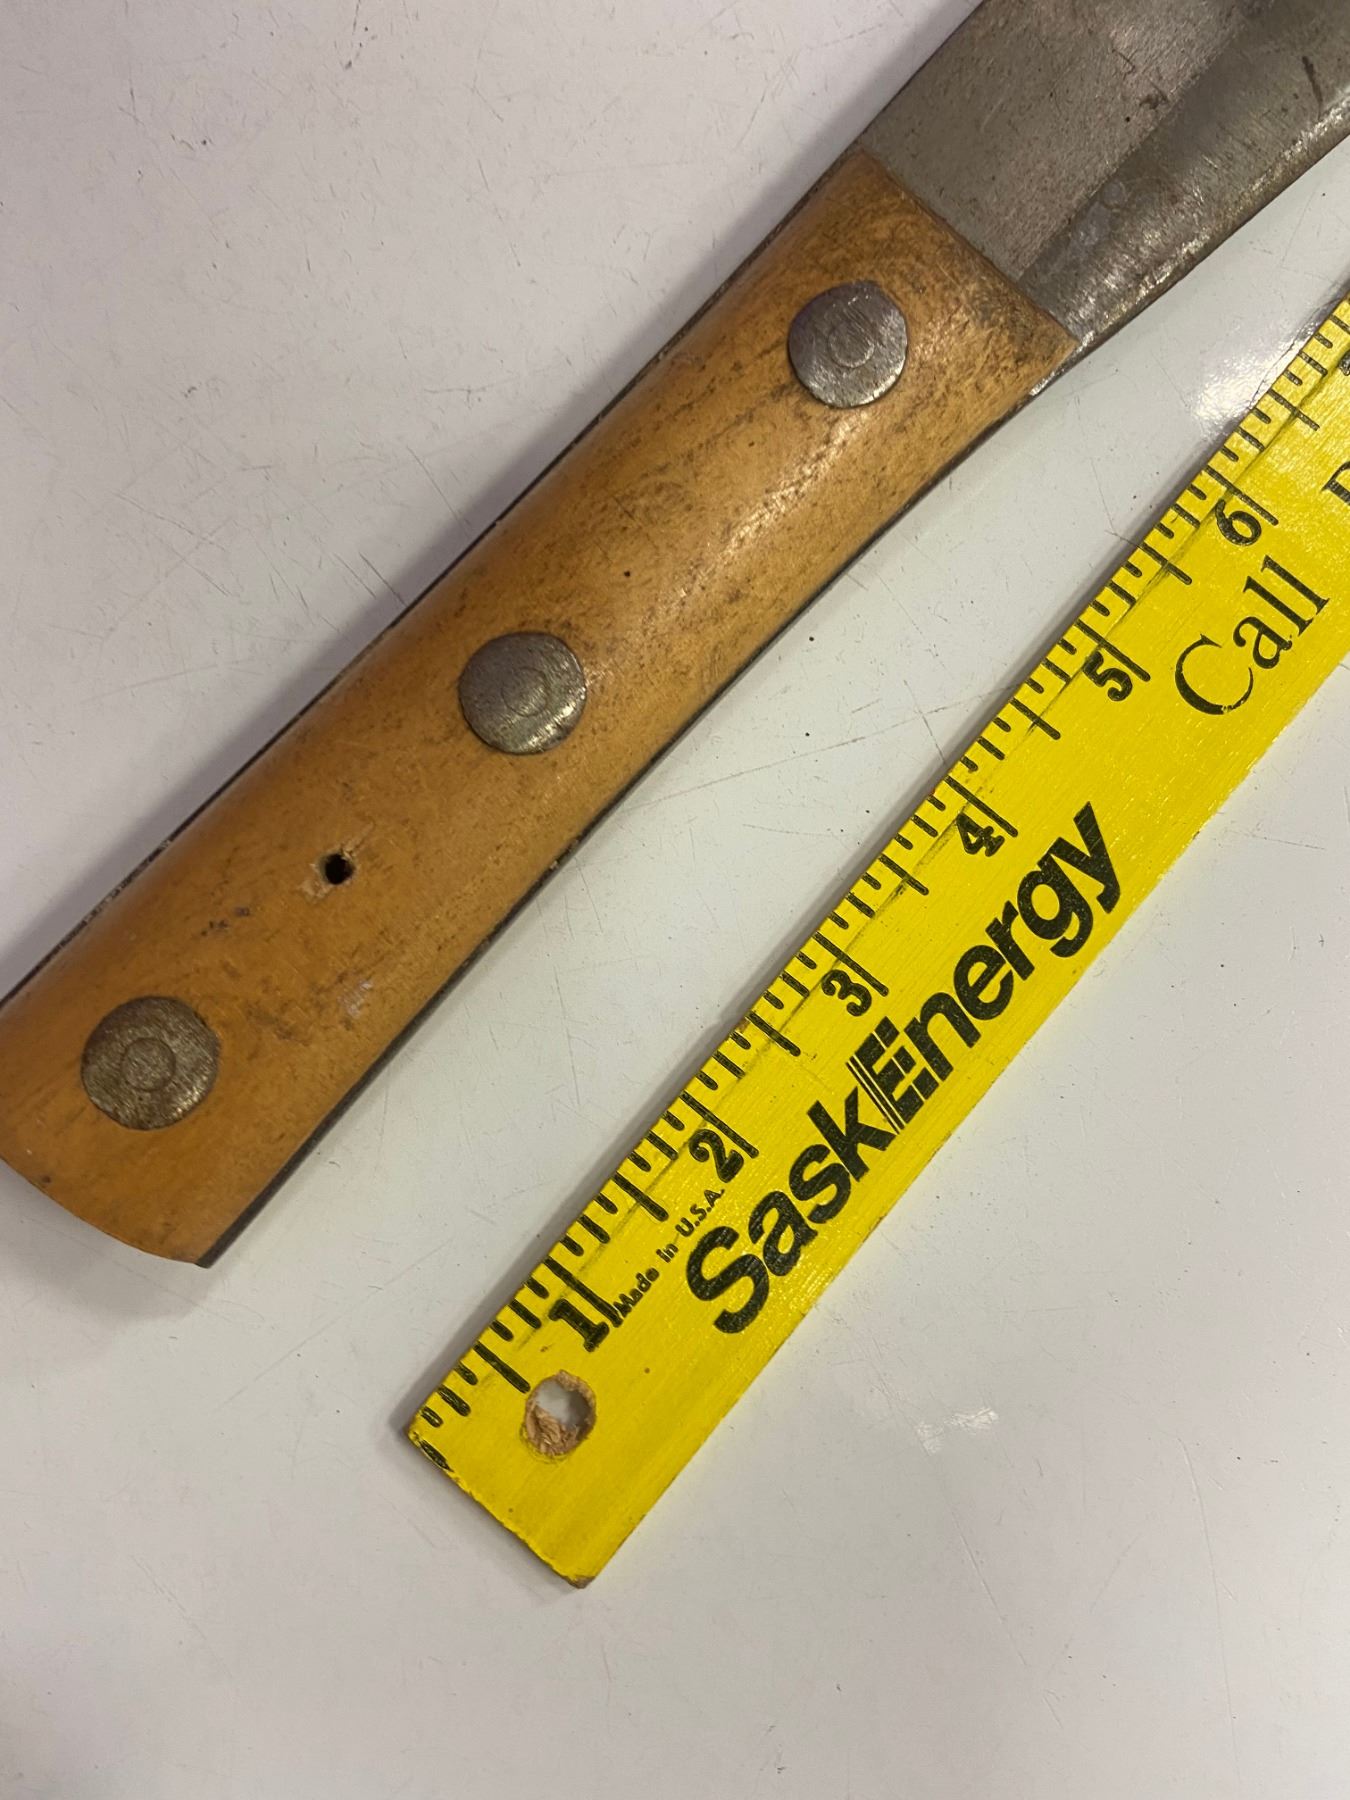 1 2 3 4 5 6
Made in U.S.A.
SaskEnergy
Call